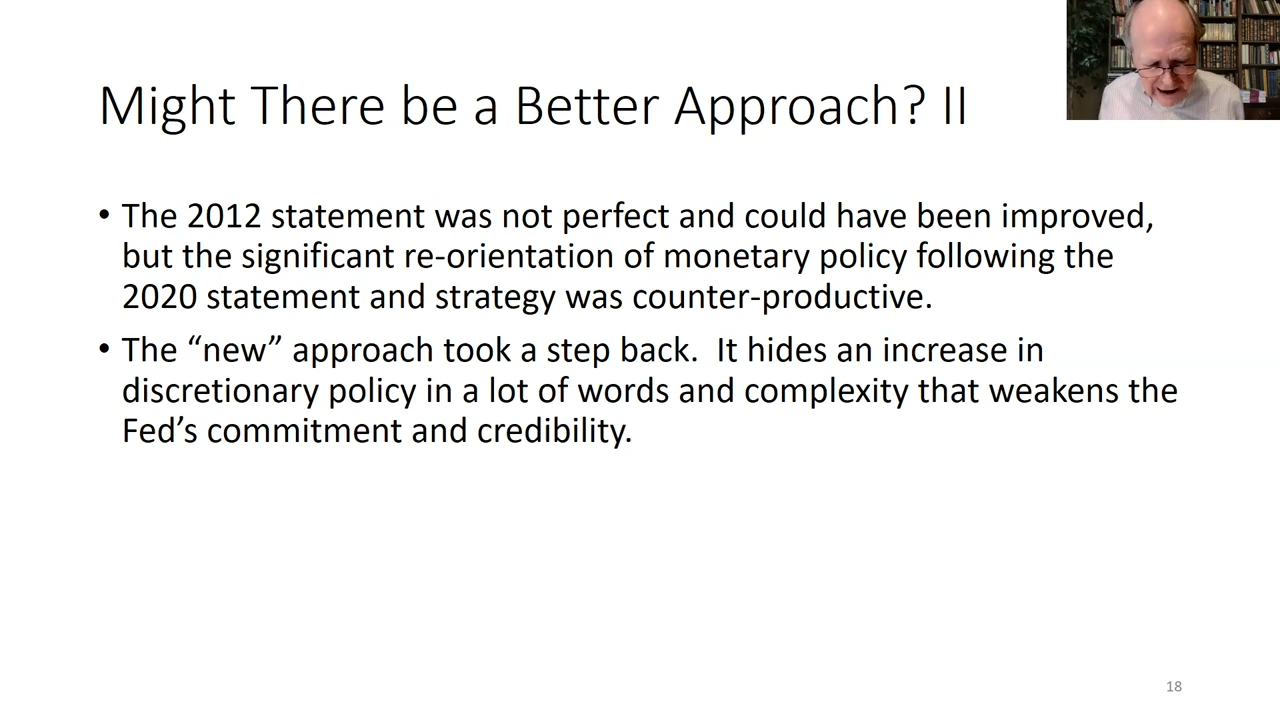 Might There be a Better Approach? II
• The 2012 statement was not perfect and could have been improved,
but the significant re-orientation of monetary policy following the
2020 statement and strategy was counter-productive.
• The “new” approach took a step back.  It hides an increase in
discretionary policy in a lot of words and complexity that weakens the
Fed’s commitment and credibility.
18